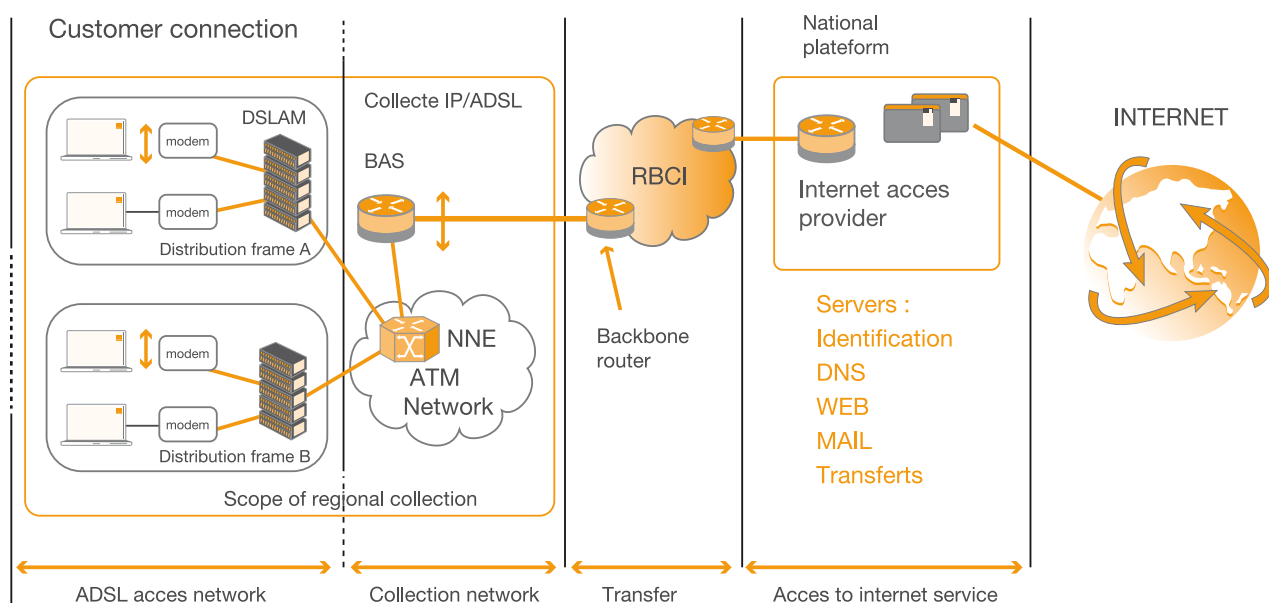 Customer connection
National
plateform
Collecte IP/ADSL
DSLAM
modem
modem
Distribution frame A
BAS
RBCI
INTERNET
Internet acces
provider
modem
modem
Distribution frame B
NNE
ATM
Network
Backbone
router
Servers :
Identification
DNS
WEB
MAIL
Transferts
Scope of regional collection
ADSL acces network
Collection network
Transfer
Acces to internet service